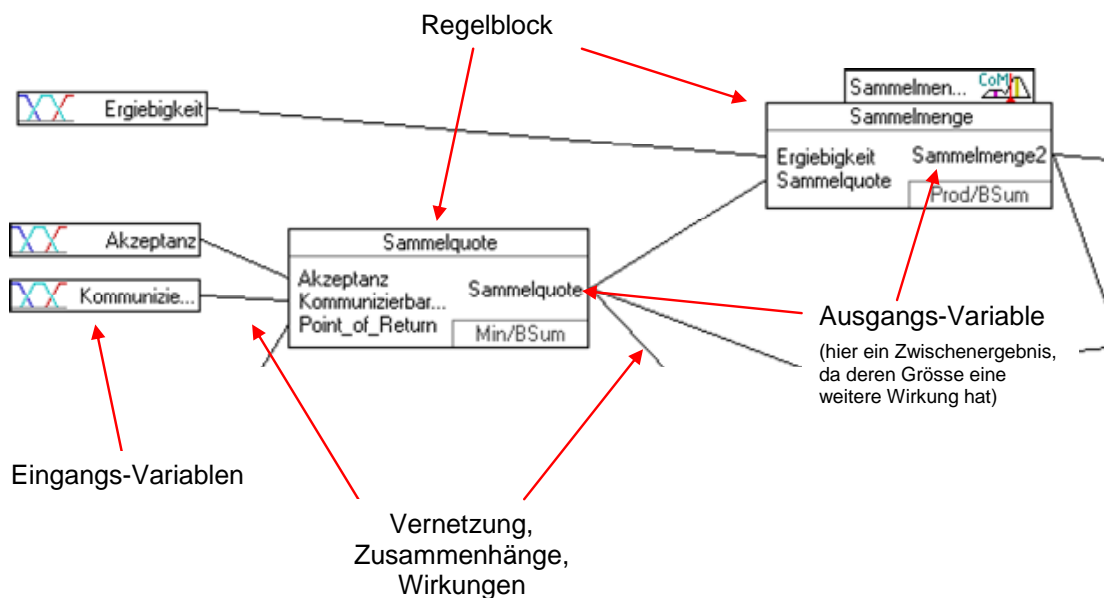 Regelblock
Sammelmen... CoM
Sammelmenge
Ergiebigkeit
Ergiebigkeit Sammelmenge2
Sammelquote
Prod/BSum
Akzeptanz
Sammelquote
Kommunizie...
Akzeptanz
Kommunizierbar...
Point_of_Return
Sammelquote
Min/BSum
Ausgangs-Variable
(hier ein Zwischenergebnis,
da deren Grösse eine
weitere Wirkung hat)
Eingangs-Variablen
Vernetzung,
Zusammenhänge,
Wirkungen